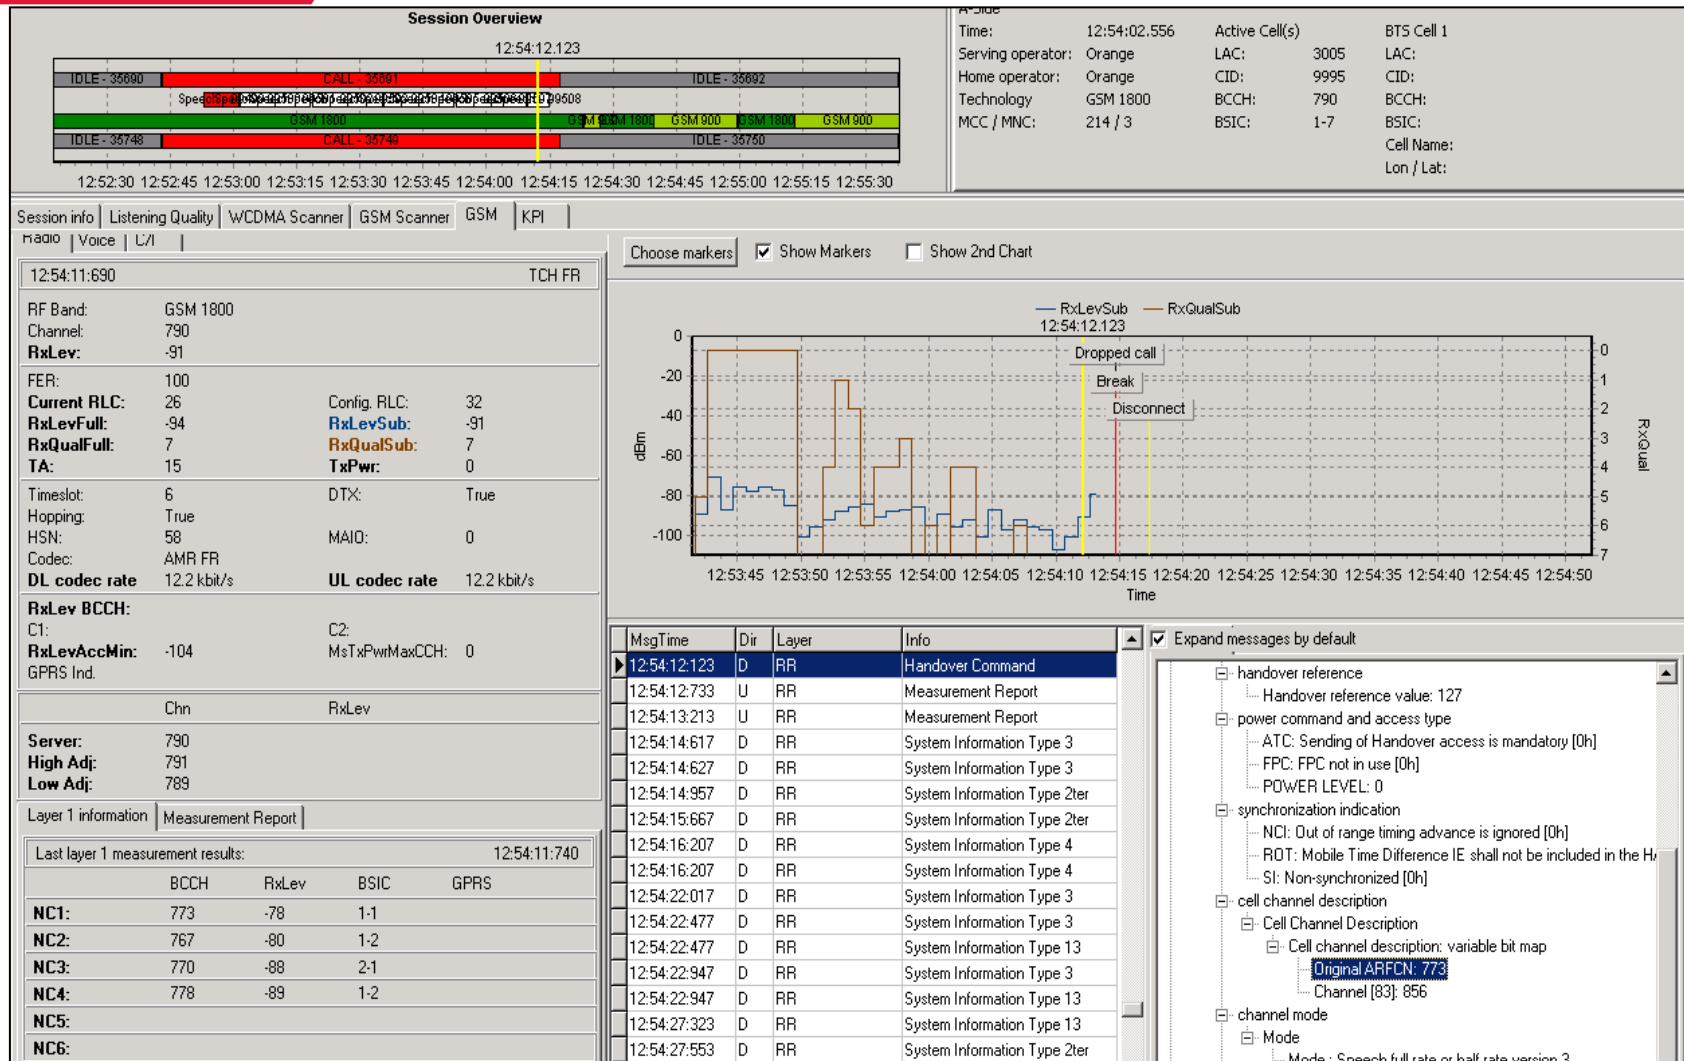 Session Overview
12:54:12.123
IDLE - 35690 CALL - 35691 IDLE - 35692
GSM 1800 GSM 1800 GSM 900 GSM 1800 GSM 900
IDLE - 35748 CALL - 35749 IDLE - 35750
12:52:30 12:52:45 12:53:00 12:53:15 12:53:30 12:53:45 12:54:00 12:54:15 12:54:30 12:54:45 12:55:00 12:55:15 12:55:30
A-Side
Time: 12:54:02.556 Active Cell(s) BTS Cell 1
Serving operator: Orange LAC: 3005 LAC:
Home operator: Orange CID: 9995 CID:
Technology GSM 1800 BCCH: 790 BCCH:
MCC / MNC: 214 / 3 BSIC: 1-7 BSIC:
Cell Name:
Lon / Lat:
Session info Listening Quality WCDMA Scanner GSM Scanner GSM KPI
Radio Voice C/I
12:54:11:690 TCH FR
RF Band: GSM 1800
Channel: 790
RxLev: -91
FER: 100
Current RLC: 26 Config. RLC: 32
RxLevFull: -94 RxLevSub: -91
RxQualFull: 7 RxQualSub: 7
TA: 15 TxPwr: 0
Timeslot: 6 DTX: True
Hopping: True
HSN: 58 MAIO: 0
Codec: AMR FR
DL codec rate 12.2 kbit/s UL codec rate 12.2 kbit/s
RxLev BCCH:
C1: C2:
RxLevAccMin: -104 MsTxPwrMaxCCH: 0
GPRS Ind.
Chn RxLev
Server: 790
High Adj: 791
Low Adj: 789
Layer 1 information Measurement Report
Last layer 1 measurement results: 12:54:11:740
BCCH RxLev BSIC GPRS
NC1: 773 -78 1-1
NC2: 767 -80 1-2
NC3: 770 -88 2-1
NC4: 778 -89 1-2
NC5:
NC6:
Choose markers Show Markers Show 2nd Chart
RxLevSub RxQualSub
12:54:12.123
Dropped call
Break
Disconnect
0
-20
-40
-60
-80
-100
dBm
0
1
2
3
4
5
6
7
RxQual
12:53:45 12:53:50 12:53:55 12:54:00 12:54:05 12:54:10 12:54:15 12:54:20 12:54:25 12:54:30 12:54:35 12:54:40 12:54:45 12:54:50
Time
MsgTime Dir Layer Info
12:54:12:123 D RR Handover Command
12:54:12:733 U RR Measurement Report
12:54:13:213 U RR Measurement Report
12:54:14:617 D RR System Information Type 3
12:54:14:627 D RR System Information Type 3
12:54:14:957 D RR System Information Type 2ter
12:54:15:667 D RR System Information Type 2ter
12:54:16:207 D RR System Information Type 4
12:54:16:207 D RR System Information Type 4
12:54:22:017 D RR System Information Type 3
12:54:22:477 D RR System Information Type 3
12:54:22:477 D RR System Information Type 13
12:54:22:947 D RR System Information Type 3
12:54:22:947 D RR System Information Type 13
12:54:27:323 D RR System Information Type 13
12:54:27:553 D RR System Information Type 2ter
Expand messages by default
handover reference
Handover reference value: 127
power command and access type
ATC: Sending of Handover access is mandatory [0h]
FPC: FPC not in use [0h]
POWER LEVEL: 0
synchronization indication
NCI: Out of range timing advance is ignored [0h]
ROT: Mobile Time Difference IE shall not be included in the
SI: Non-synchronized [0h]
cell channel description
Cell Channel Description
Cell channel description: variable bit map
Original ARFCN: 773
Channel [83]: 856
channel mode
Mode
Mode : Speech full rate or half rate version 3